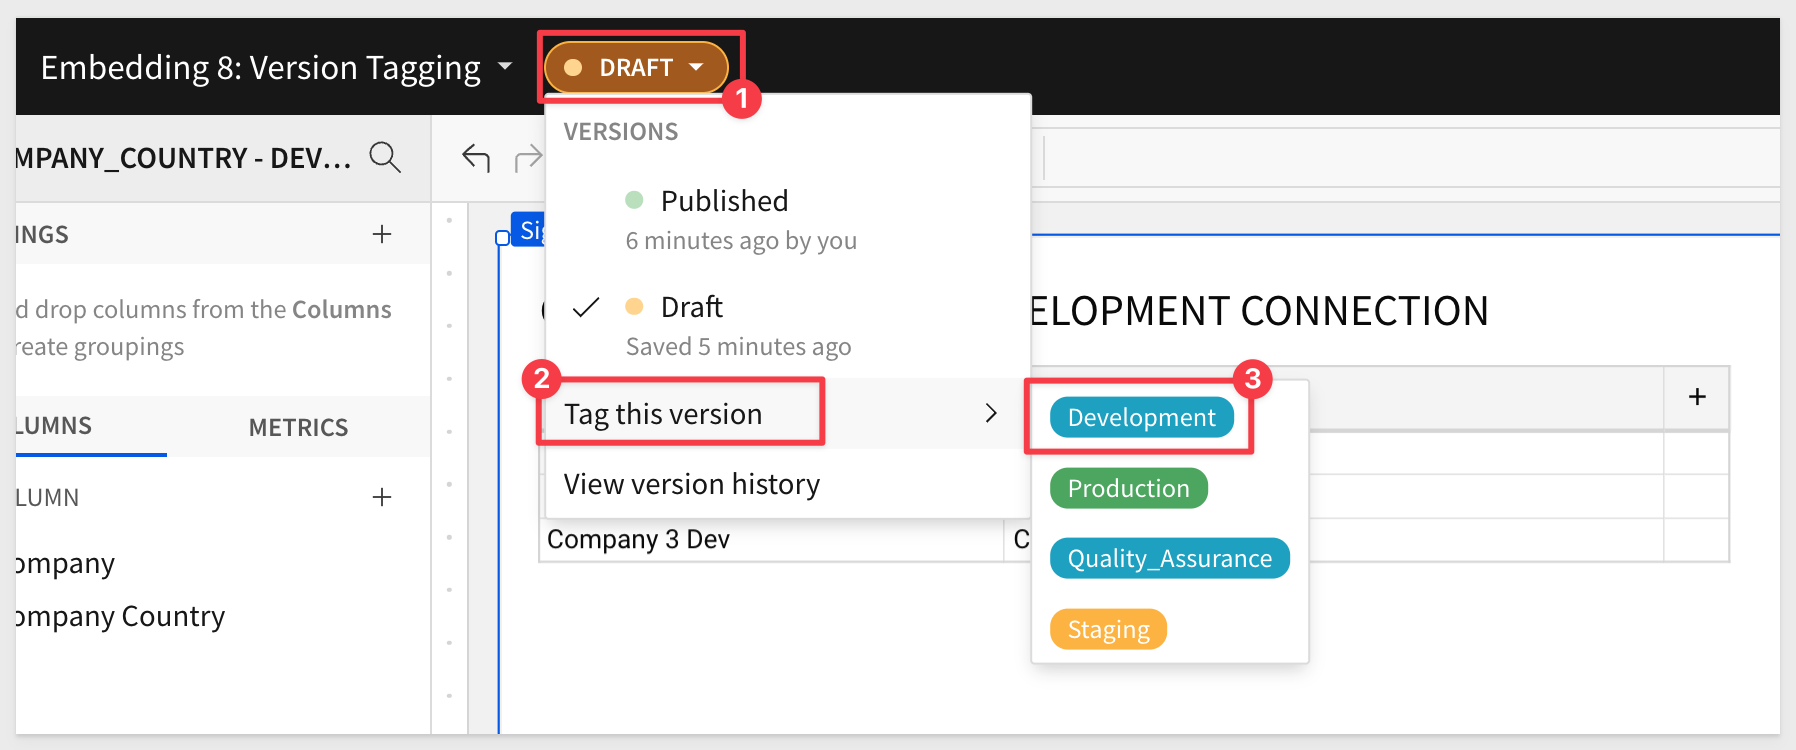 Embedding 8: Version Tagging
DRAFT
1
MPANY_COUNTRY - DEV...
VERSIONS
Published
6 minutes ago by you
INGS
Sig
d drop columns from the Columns
reate groupings
Draft
Saved 5 minutes ago
ELOPMENT CONNECTION
2
Tag this version
3
Development
Production
Quality_Assurance
Staging
View version history
LUMNS
METRICS
LUMN
ompany
ompany Country
Company 3 Dev
C